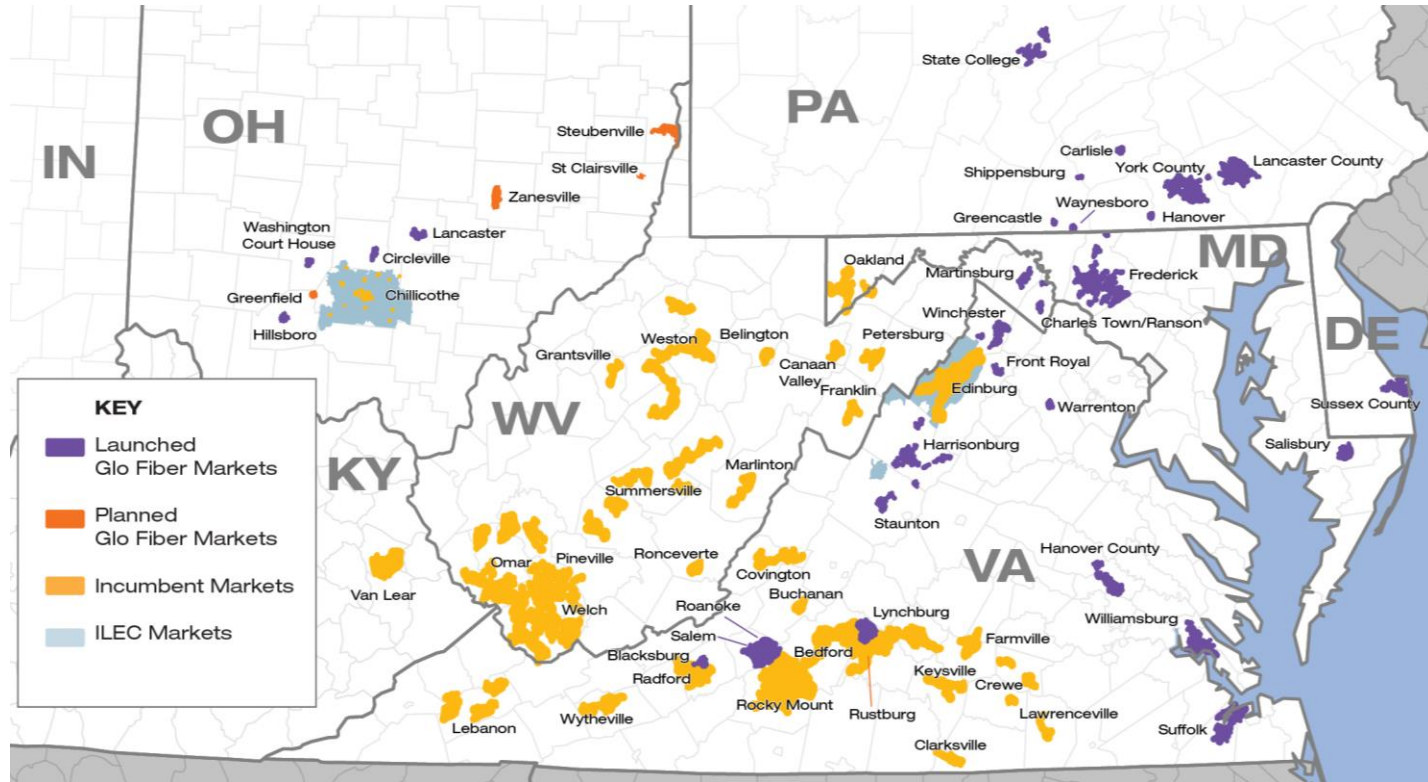 State College
PA
OH
IN
Steubenville
St Clairsville
Zanesville
Carlisle
Shippensburg
York County
Lancaster County
Waynesboro
Greencastle
Hanover
Washington
Court House
Lancaster
Circleville
Greenfield
Chillicothe
Hillsboro
Oakland
Martinsburg
Frederick
MD
Winchester
Charles Town/Ranson
DE
Weston
Belington
Petersburg
Grantsville
Canaan
Valley
Front Royal
Edinburg
Franklin
Warrenton
Sussex County
Salisbury
WV
Harrisonburg
KY
Marlinton
Summersville
Staunton
VA
Hanover County
Omar
Pineville
Ronceverte
Covington
Buchanan
Van Lear
Welch
Roanoke
Lynchburg
Williamsburg
Salem
Farmville
Blacksburg
Bedford
Radford
Keysville
Crewe
Rocky Mount
Rustburg
Lawrenceville
Lebanon
Wytheville
Suffolk
Clarksville
KEY
Launched
Glo Fiber Markets
Planned
Glo Fiber Markets
Incumbent Markets
ILEC Markets